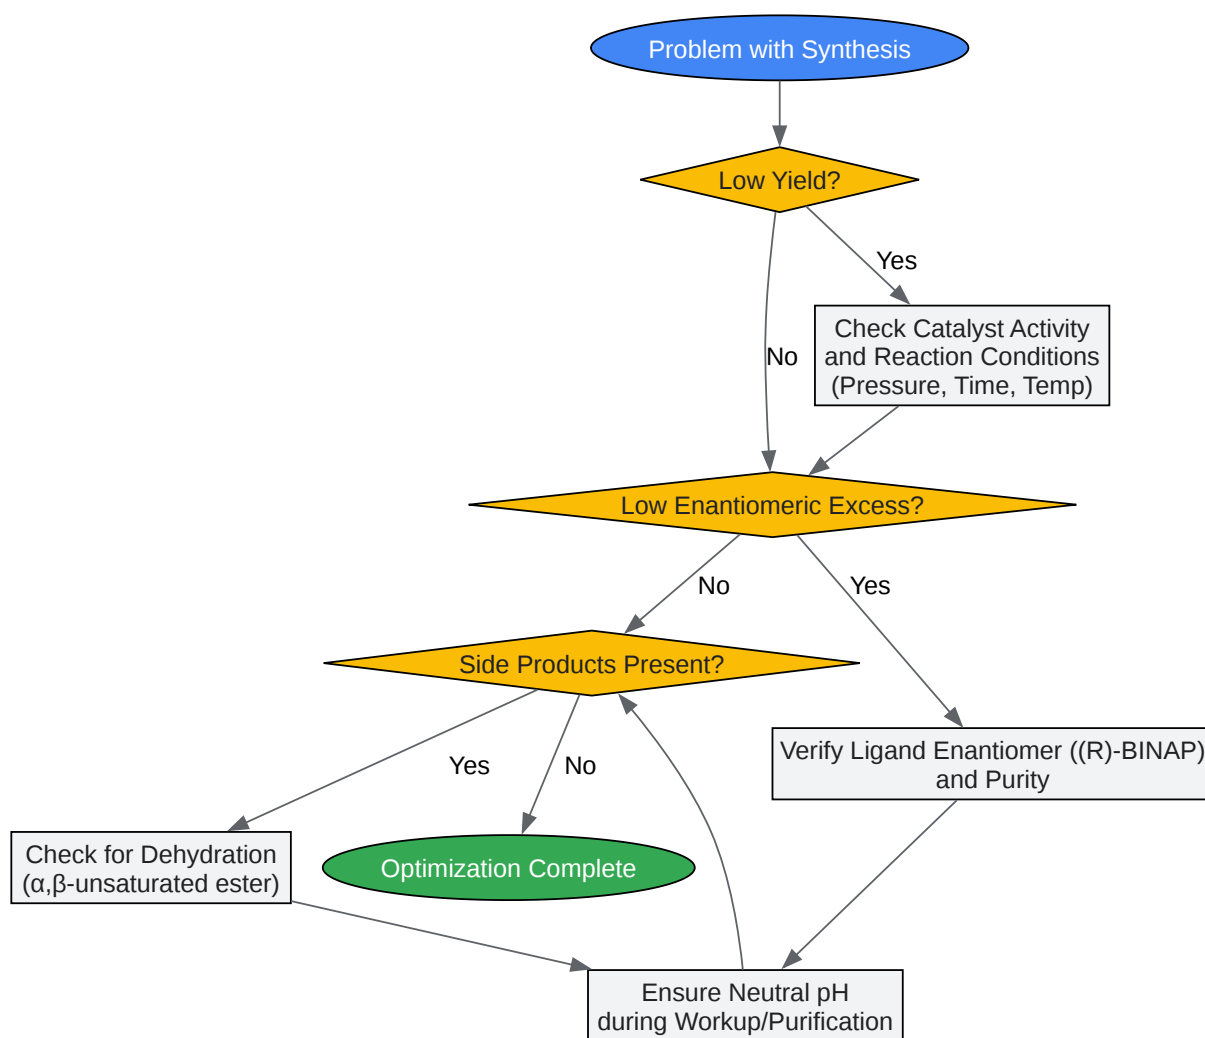 Problem with Synthesis
Low Yield?
Yes
Check Catalyst Activity
and Reaction Conditions
(Pressure, Time, Temp)
No
Low Enantiomeric Excess?
No
Yes
Side Products Present?
Verify Ligand Enantiomer ((R)-BINAP)
and Purity
Yes
No
Check for Dehydration
(α,β-unsaturated ester)
Optimization Complete
Ensure Neutral pH
during Workup/Purification